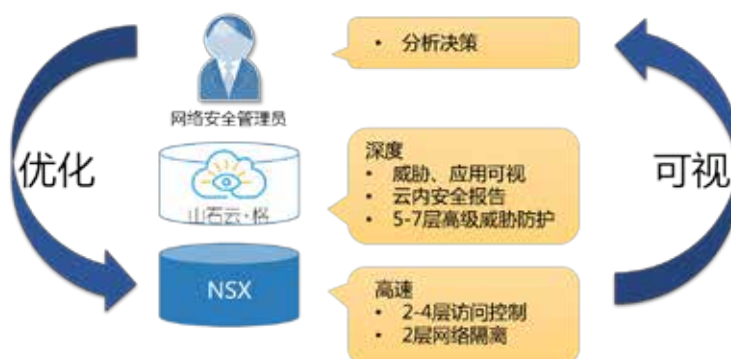 • 分析决策
网络安全管理员
优化
可视
深度
• 威胁、应用可视
• 云内安全报告
• 5-7层高级威胁防护
山石云·格
NSX
高速
• 2-4层访问控制
• 2层网络隔离